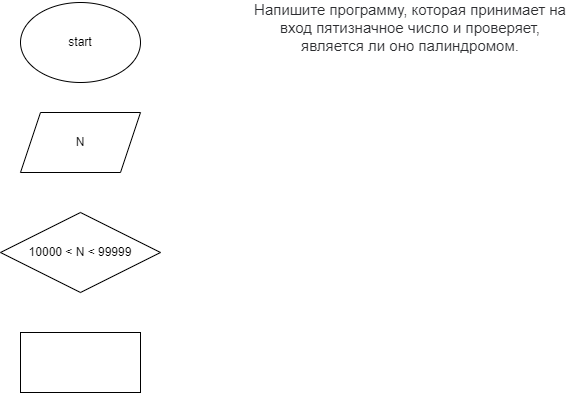 Напишите программу, которая принимает на
вход пятизначное число и проверяет,
является ли оно палиндромом.
start
N
10000 < N < 99999